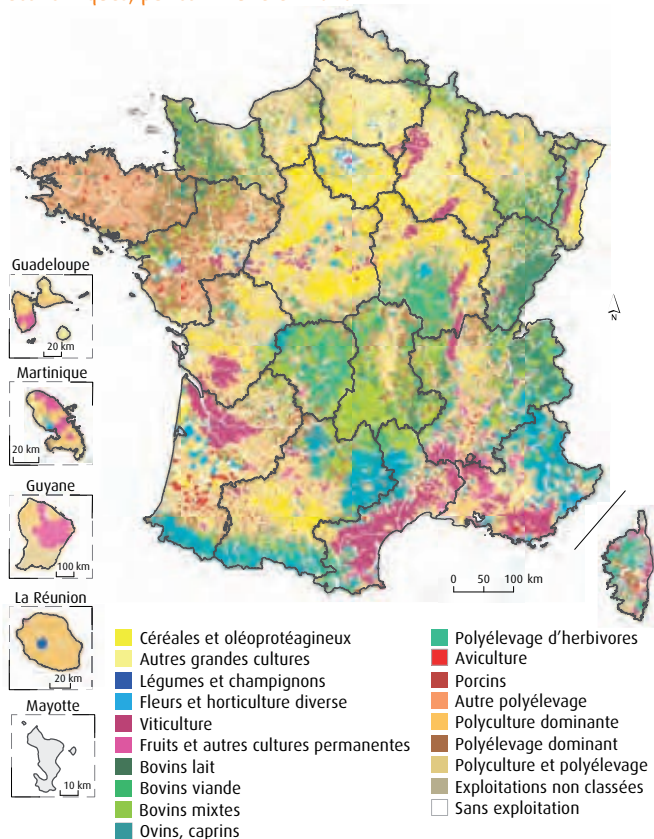 Guadeloupe
20 km
Martinique
20 km
Guyane
100 km
La Réunion
20 km
Mayotte
10 km
N
0 50 100 km
Céréales et oléoprotéagineux
Autres grandes cultures
Légumes et champignons
Fleurs et horticulture diverse
Viticulture
Fruits et autres cultures permanentes
Bovins lait
Bovins viande
Bovins mixtes
Ovins, caprins
Polyélevage d'herbivores
Aviculture
Porcins
Autre polyélevage
Polyculture dominante
Polyélevage dominant
Polyculture et polyélevage
Exploitations non classées
Sans exploitation